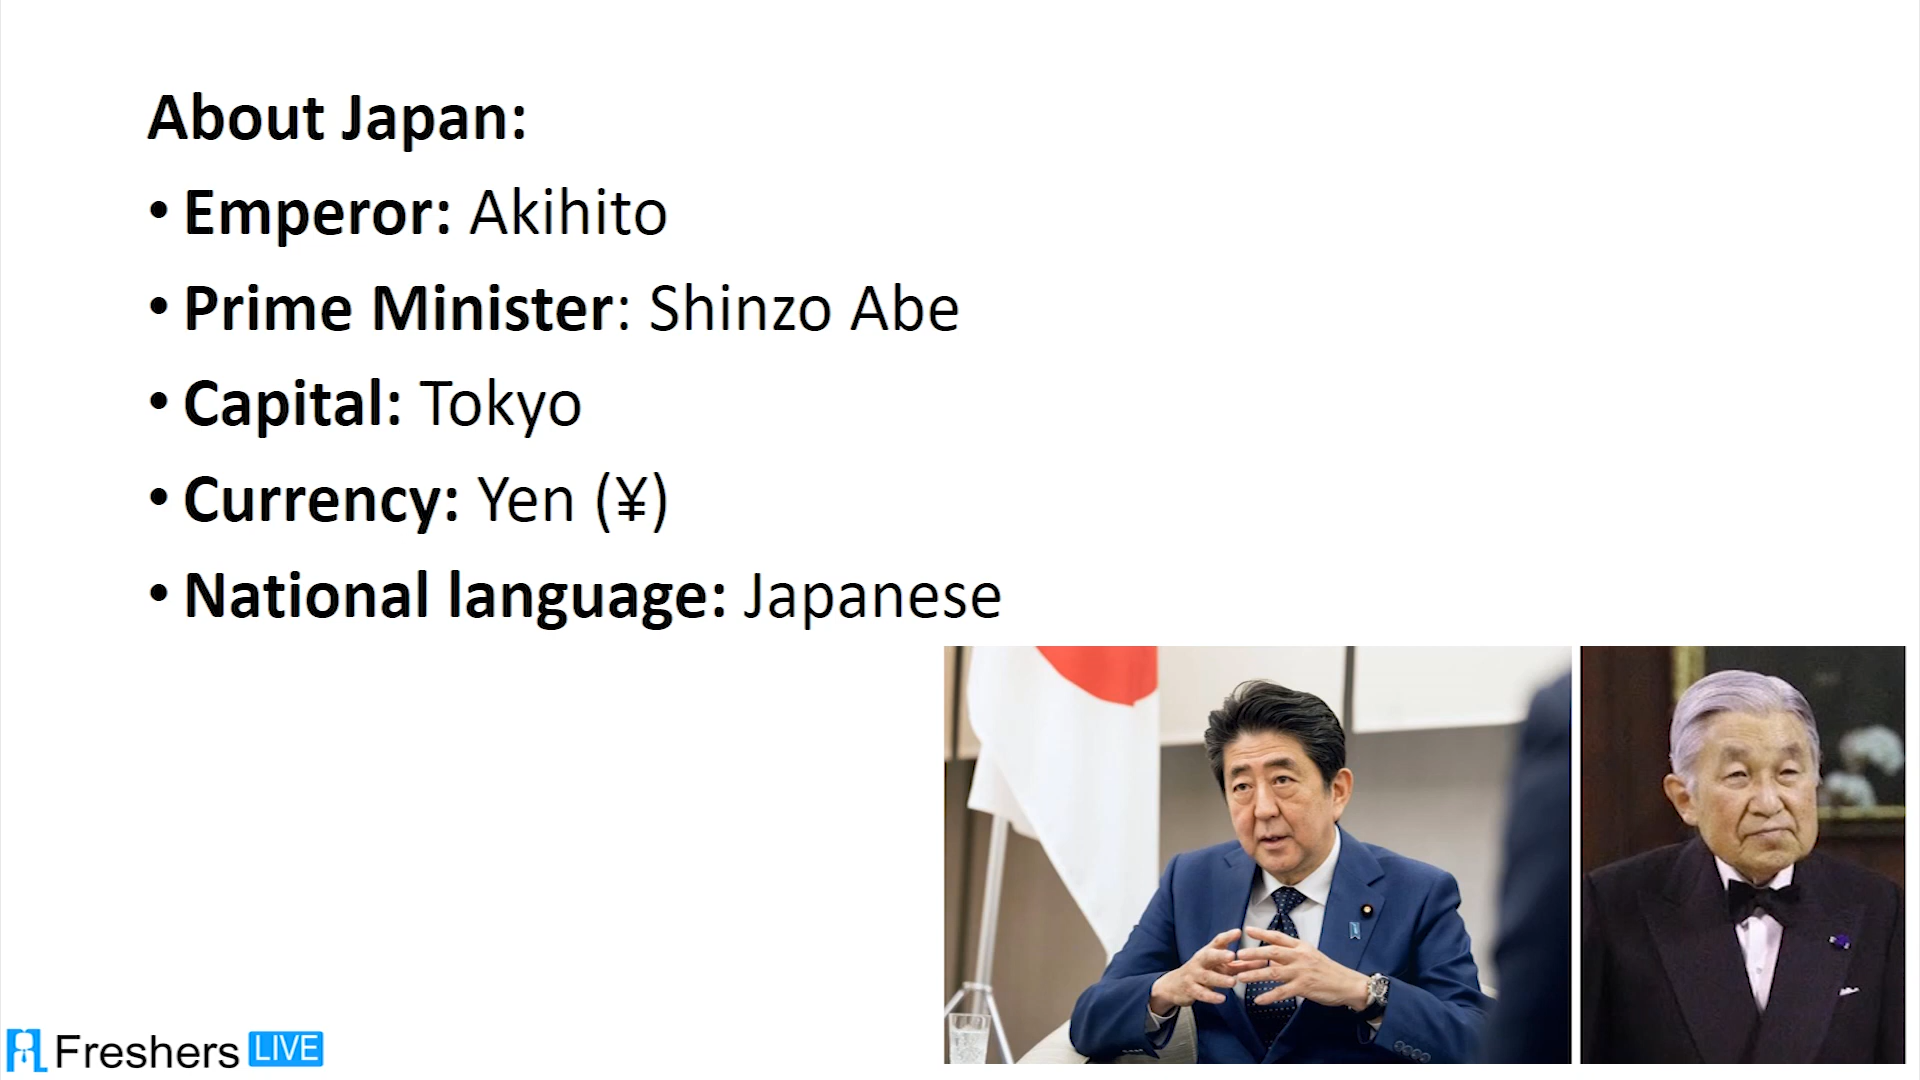 About Japan:
• Emperor: Akihito
• Prime Minister: Shinzo Abe
• Capital: Tokyo
• Currency: Yen (¥)
• National language: Japanese
Freshers LIVE